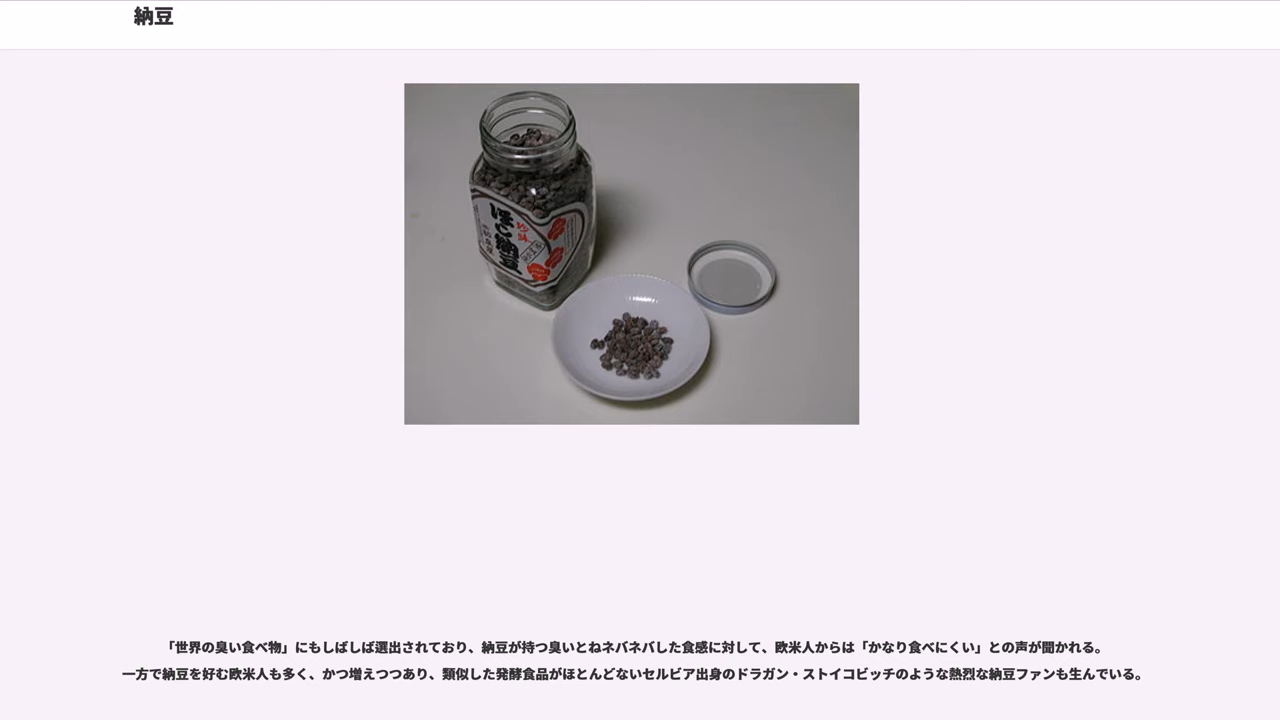 納豆
ほし納豆
珍味
「世界の臭い食べ物」にもしばしば選出されており、納豆が持つ臭いとねネバネバした食感に対して、欧米人からは「かなり食べにくい」との声が聞かれる。
一方で納豆を好む欧米人も多く、かつ増えつつあり、類似した発酵食品がほとんどないセルビア出身のドラガン・ストイコビッチのような熱烈な納豆ファンも生んでいる。